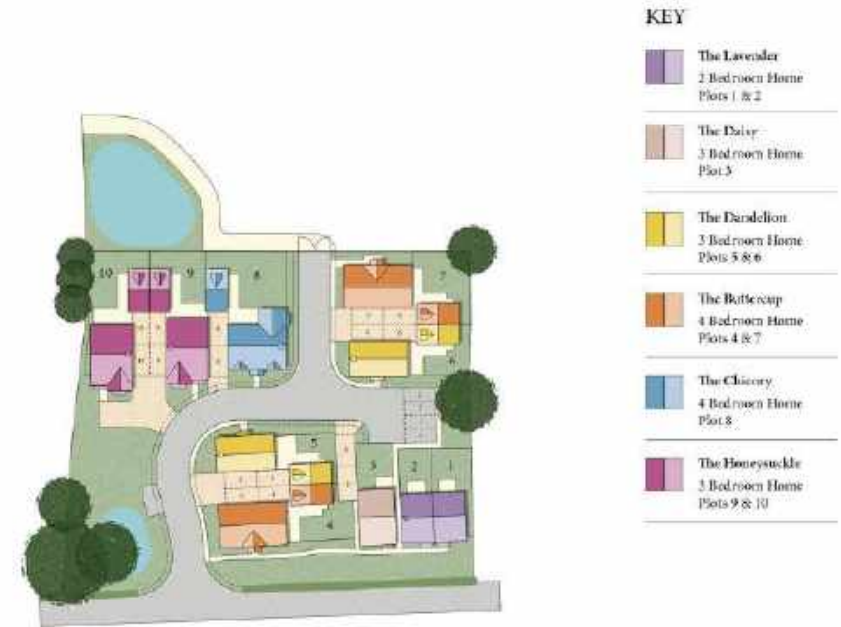 KEY
The Lavender
2 Bedroom Home
Plots 1 & 2
The Daisy
3 Bedroom Home
Plot 3
The Dandelion
3 Bedroom Home
Plots 5 & 6
The Buttercup
4 Bedroom Home
Plots 4 & 7
The Chicory
4 Bedroom Home
Plot 8
The Honeysuckle
3 Bedroom Home
Plots 9 & 10
10
9
8
7
6
5
3
2
1
4